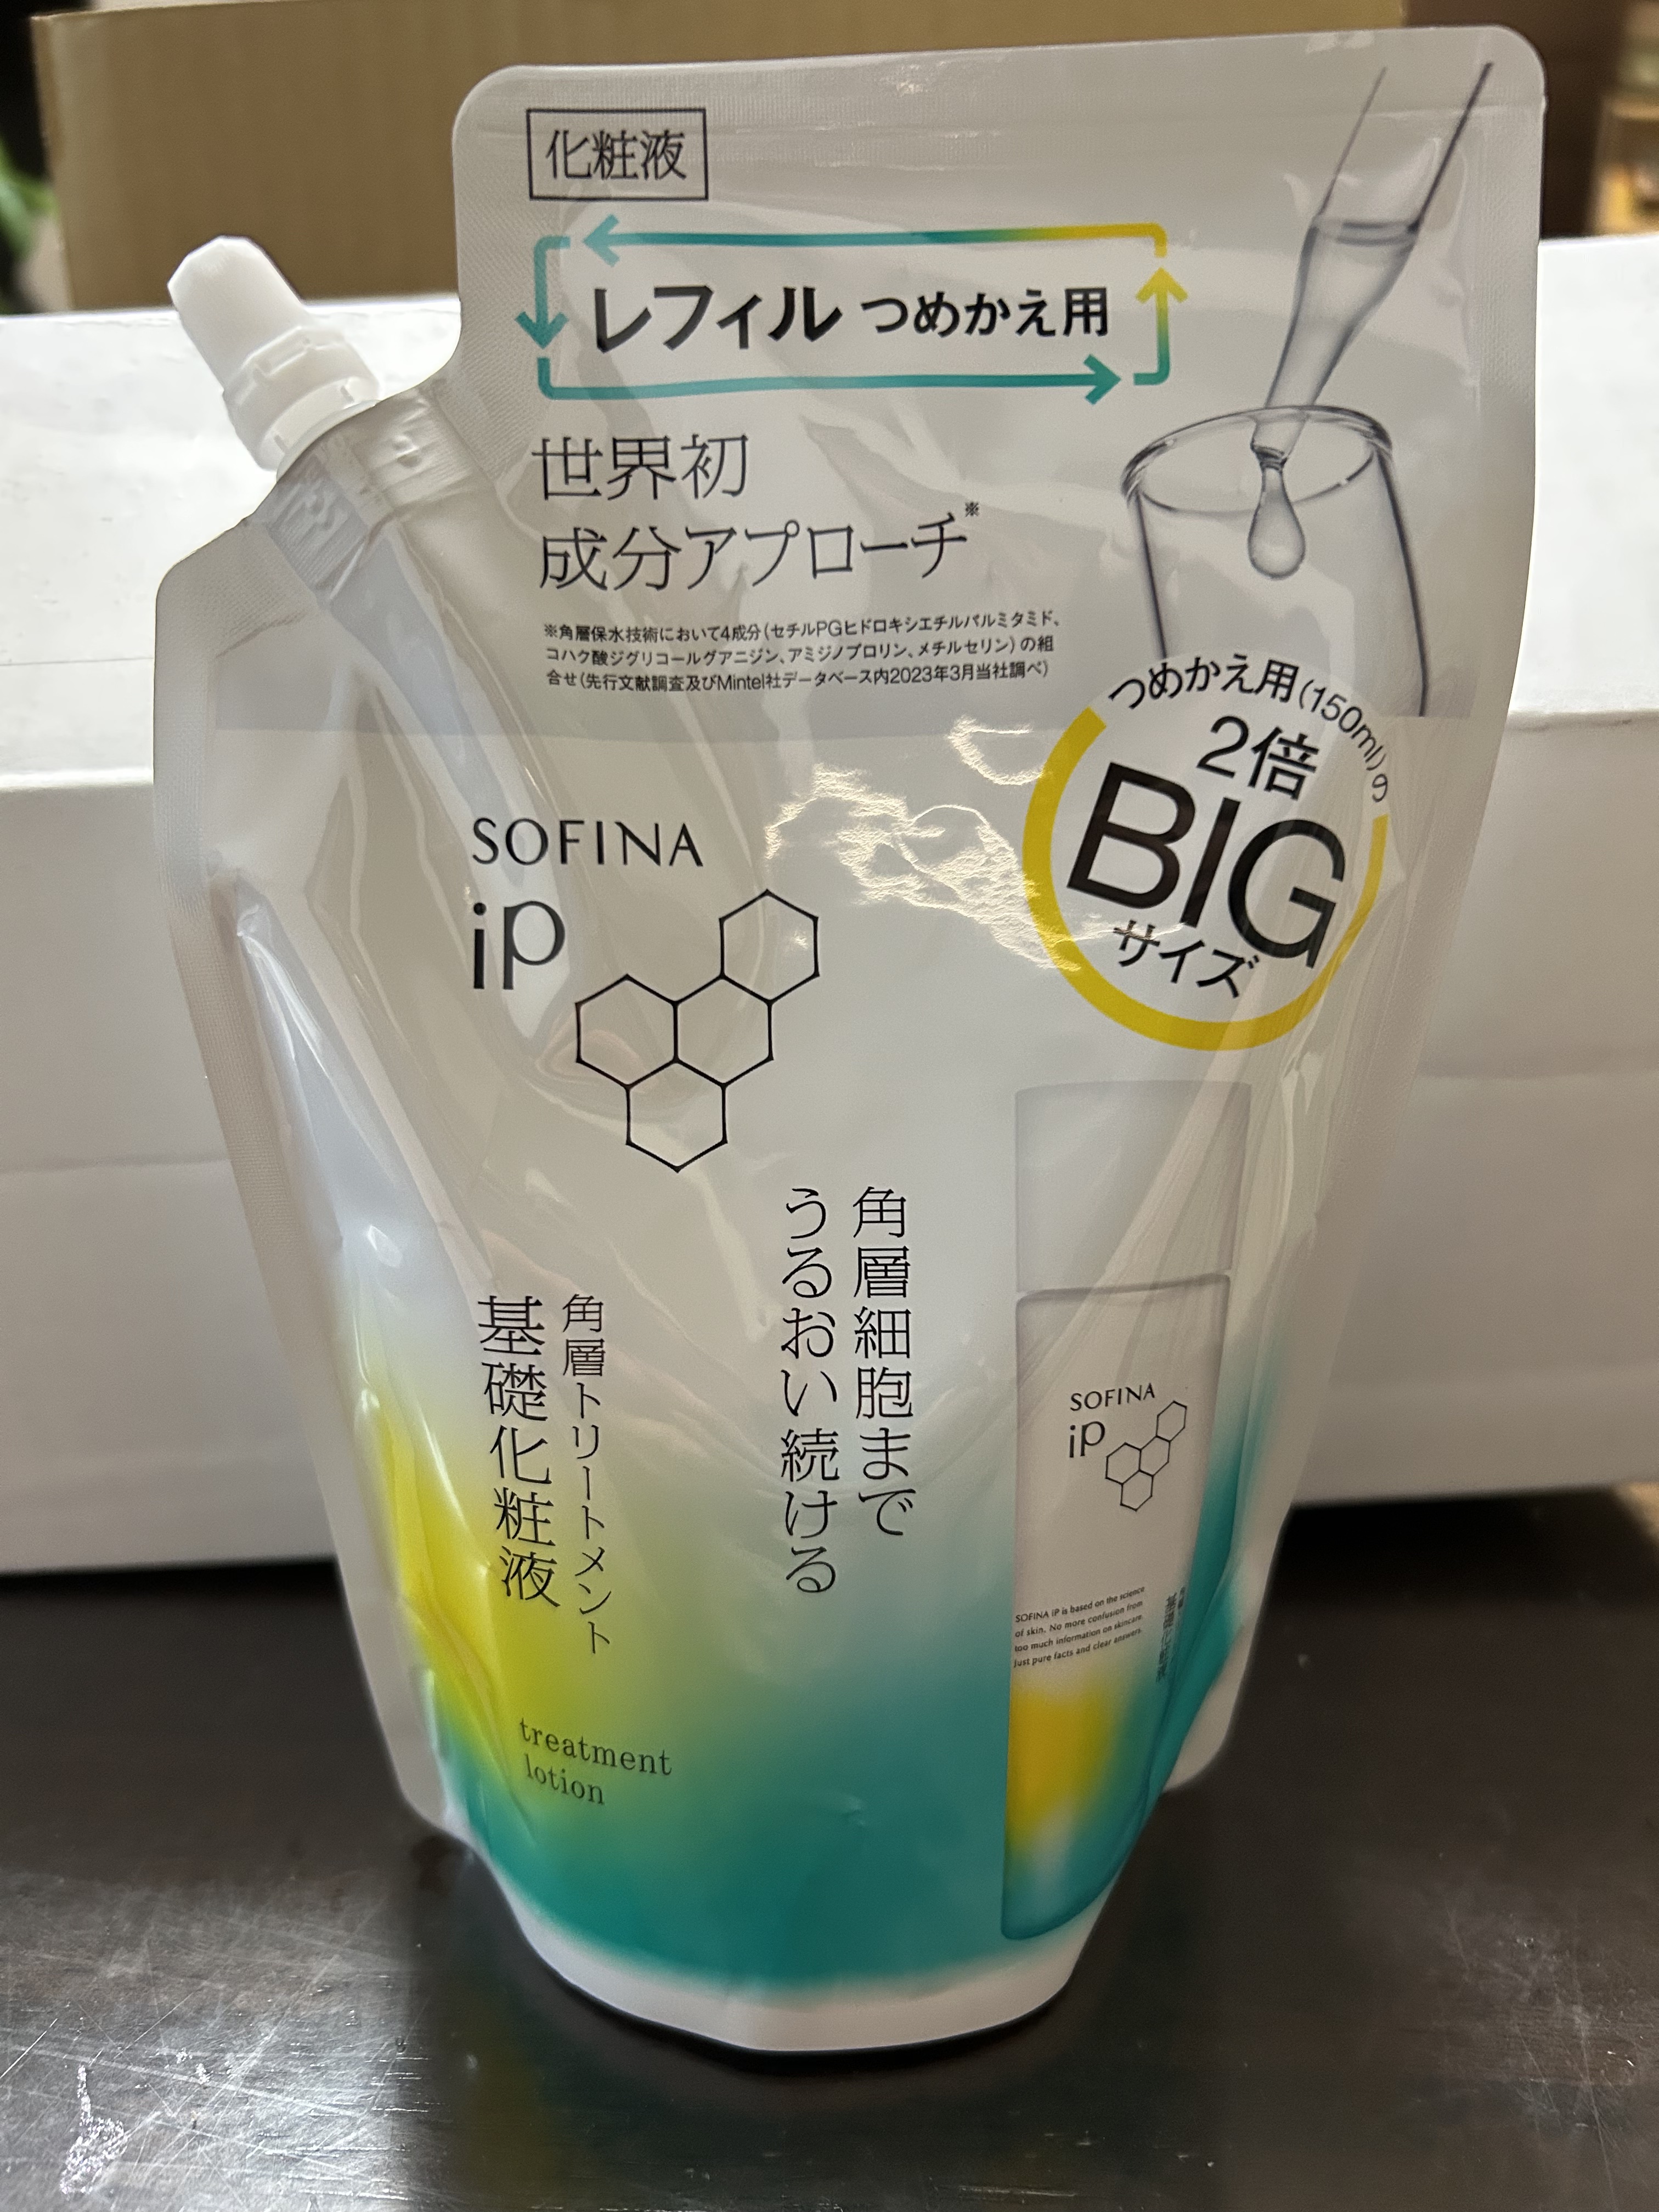 化粧液
レフィル つめかえ用
世界初
成分アプローチ※
※角層保水技術において4成分(セチルPGヒドロキシエチルパルミタミド、
コハク酸ジグリコールグアニジン、アミジノプロリン、メチルセリン)の組
合せ(先行文献調査及びMintel社データベース内2023年3月当社調べ)
つめかえ用(150ml)の
2倍
BIG
サイズ
SOFINA
iP
角層細胞まで
うるおい続ける
角層トリートメント
基礎化粧液
treatment
lotion
SOFINA
iP
SOFINA iP is based on the science
of skin. No more confusion from
too much information on skincare.
Just pure facts and clear answers.